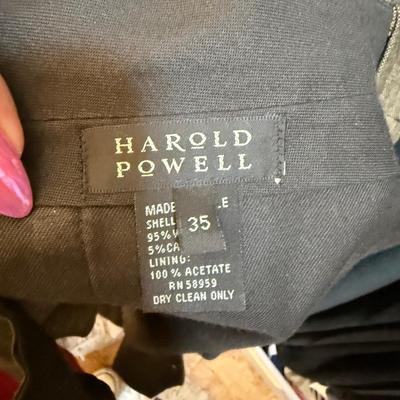 HAROLD
POWELL
MADE
SHELL
35
95%
5%
LINING:
100% ACETATE
RN 58959
DRY CLEAN ONLY